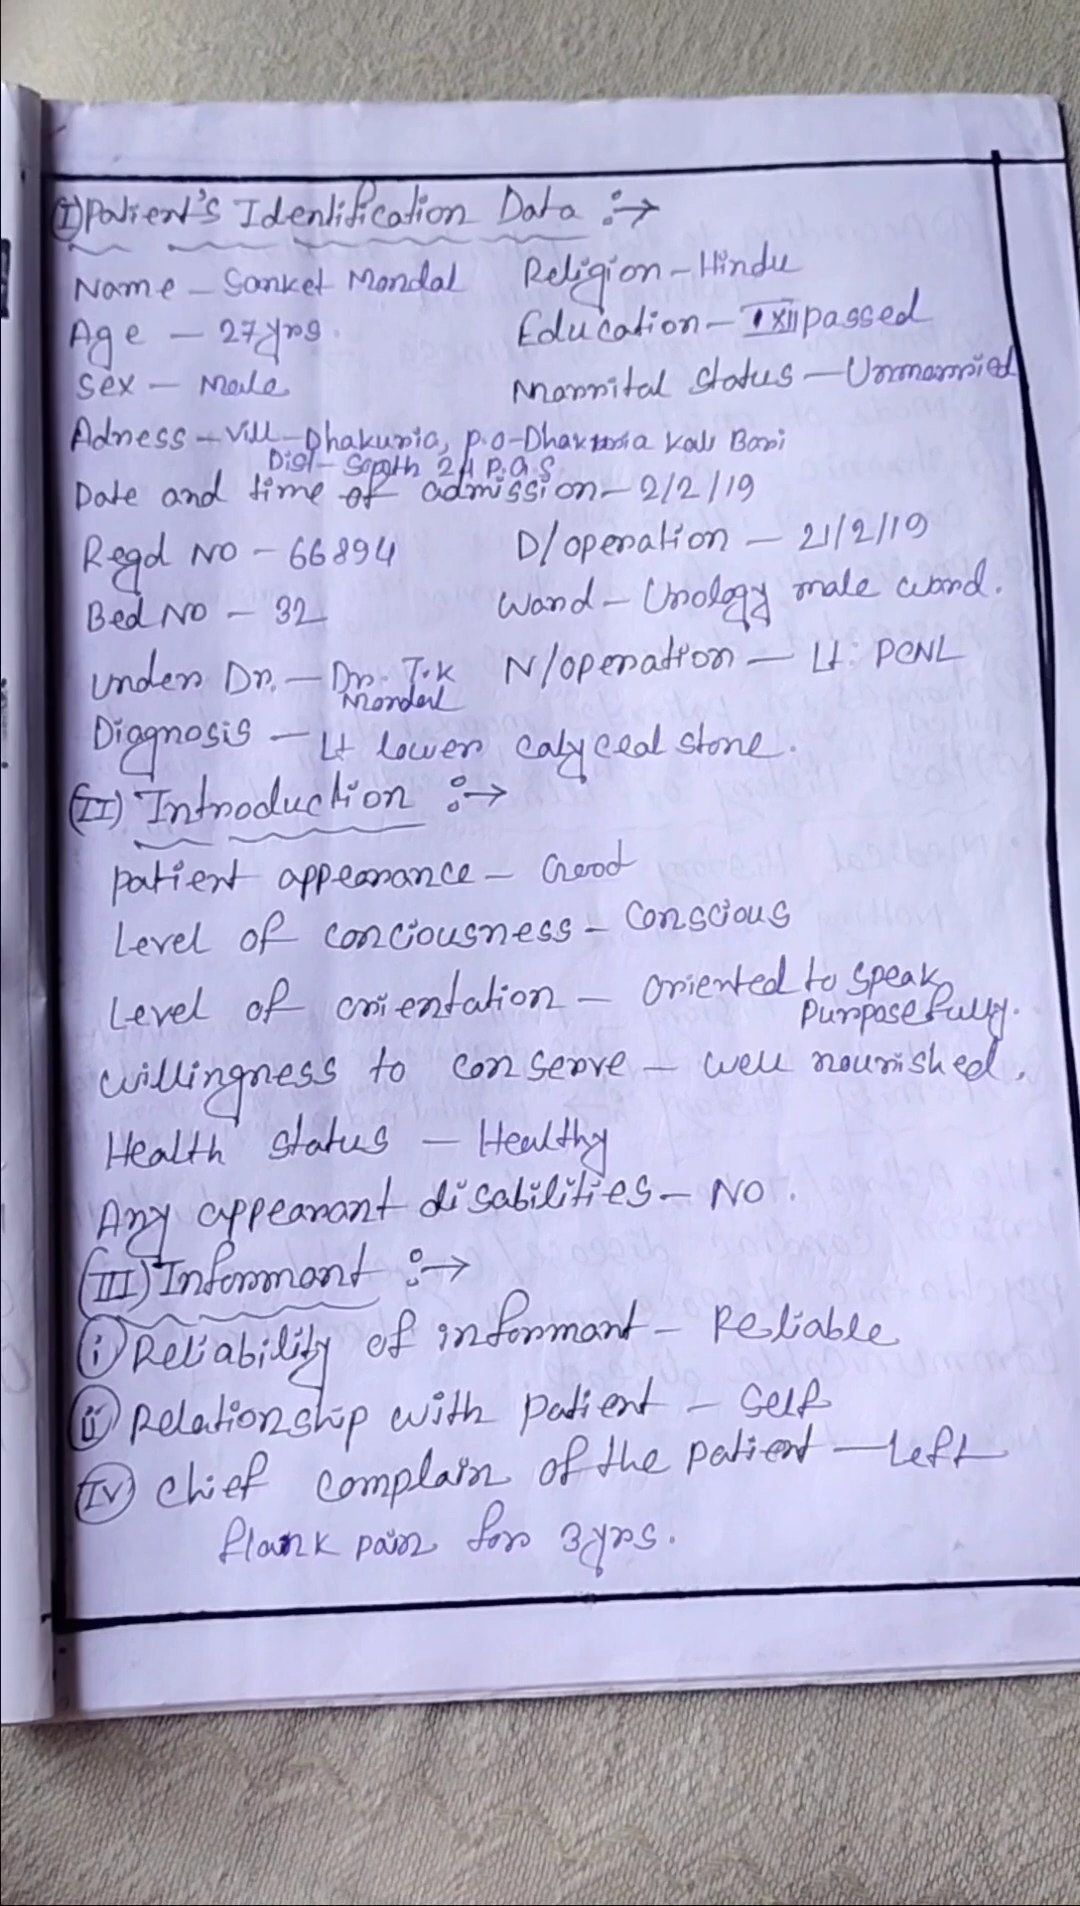 (I) Patient's Identification Data :→
Name - Sanket Mondal Religion - Hindu
Age - 27yrs. Education - XII passed
Sex - Male Marrital status - Unmarried
Adress - Vill - Dhakuria, P.O - Dhakuria Kali Bari
Dist - South 24 P.G.S.
Date and time of admission - 2/2/19
Regd NO - 66894 D/operation - 21/2/19
Bed NO - 32 Ward - Urology male ward.
under Dr. - Dr. T.K Mondal N/operation - Lt. PCNL
Diagnosis - Lt lower calyceal stone.
(II) Introduction :→
Patient appearance - Good
Level of conciousness - Conscious
Level of orientation - oriented to speak
purposefully.
willingness to conserve - well nourished.
Health status - Healthy
Any appearant disabilities - NO.
(III) Informant :→
(i) Reliability of informant - Reliable
(ii) Relationship with patient - Self
(IV) Chief complain of the patient - Left
flank pain for 3yrs.